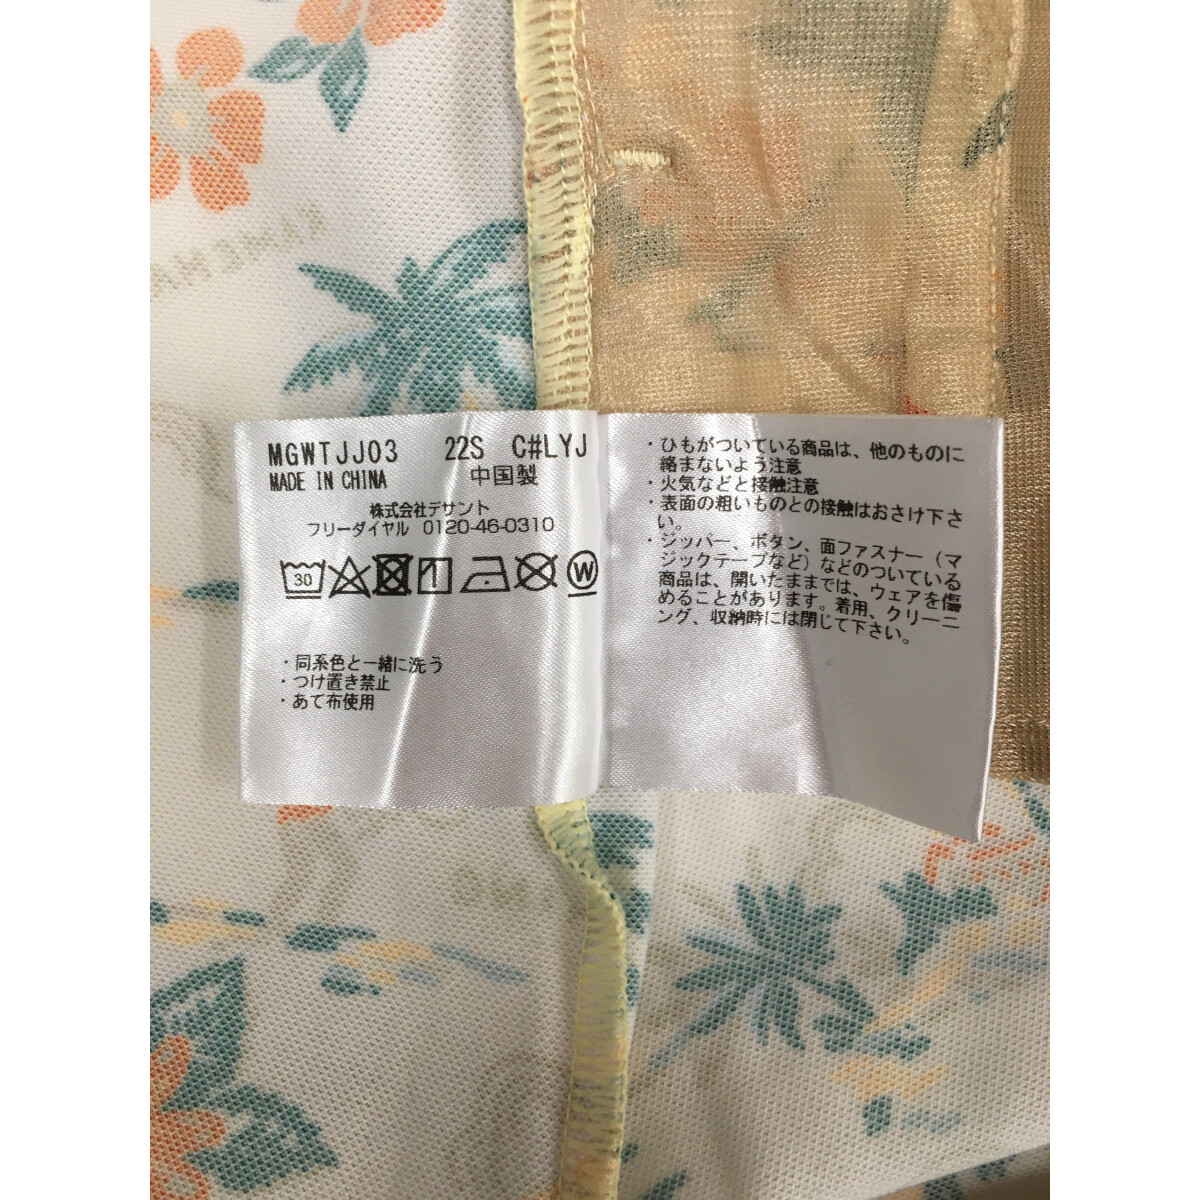 MGWTJJ03 22S C#LYJ
MADE IN CHINA 中国製
株式会社デサント
フリーダイヤル 0120-46-0310
30
W
・同系色と一緒に洗う
・つけ置き禁止
・あて布使用
・ひもがついている商品は、他のものに
絡まないよう注意
・火気などと接触注意
・表面の粗いものとの接触はおさけ下さ
い。
・ジッパー、ボタン、面ファスナー（マ
ジックテープなど）などのついている
商品は、開いたままでは、ウェアを傷
めることがあります。着用、クリーニ
ング、収納時には閉じて下さい。